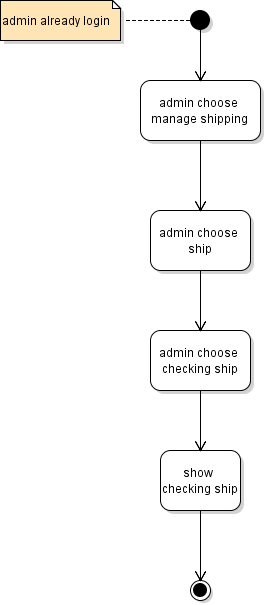 admin already login
admin choose
manage shipping
admin choose
ship
admin choose
checking ship
show
checking ship